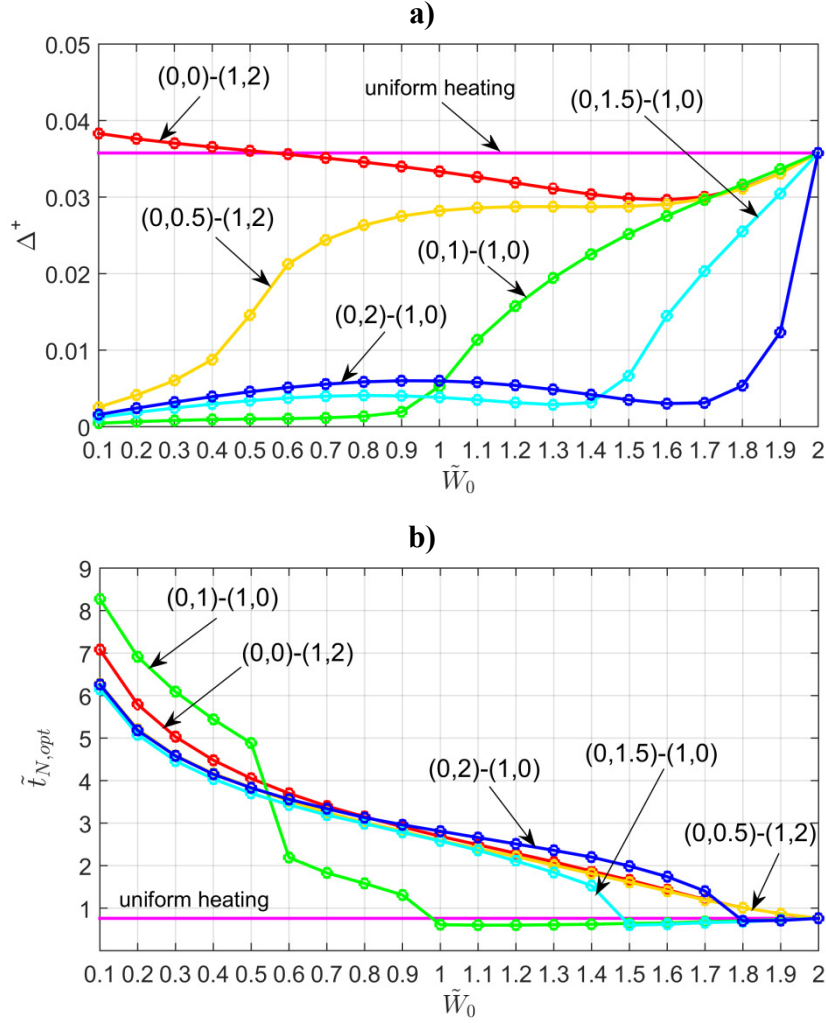 a)
0.05
0.04
0.03
0.02
0.01
0
Δ⁺
(0,0)-(1,2)
uniform heating
(0,1.5)-(1,0)
(0,0.5)-(1,2)
(0,1)-(1,0)
(0,2)-(1,0)
0.1 0.2 0.3 0.4 0.5 0.6 0.7 0.8 0.9 1 1.1 1.2 1.3 1.4 1.5 1.6 1.7 1.8 1.9 2
W̃₀
b)
9
8
7
6
5
4
3
2
1
t̃N,opt
(0,1)-(1,0)
(0,0)-(1,2)
(0,1.5)-(1,0)
(0,2)-(1,0)
(0,0.5)-(1,2)
uniform heating
0.1 0.2 0.3 0.4 0.5 0.6 0.7 0.8 0.9 1 1.1 1.2 1.3 1.4 1.5 1.6 1.7 1.8 1.9 2
W̃₀